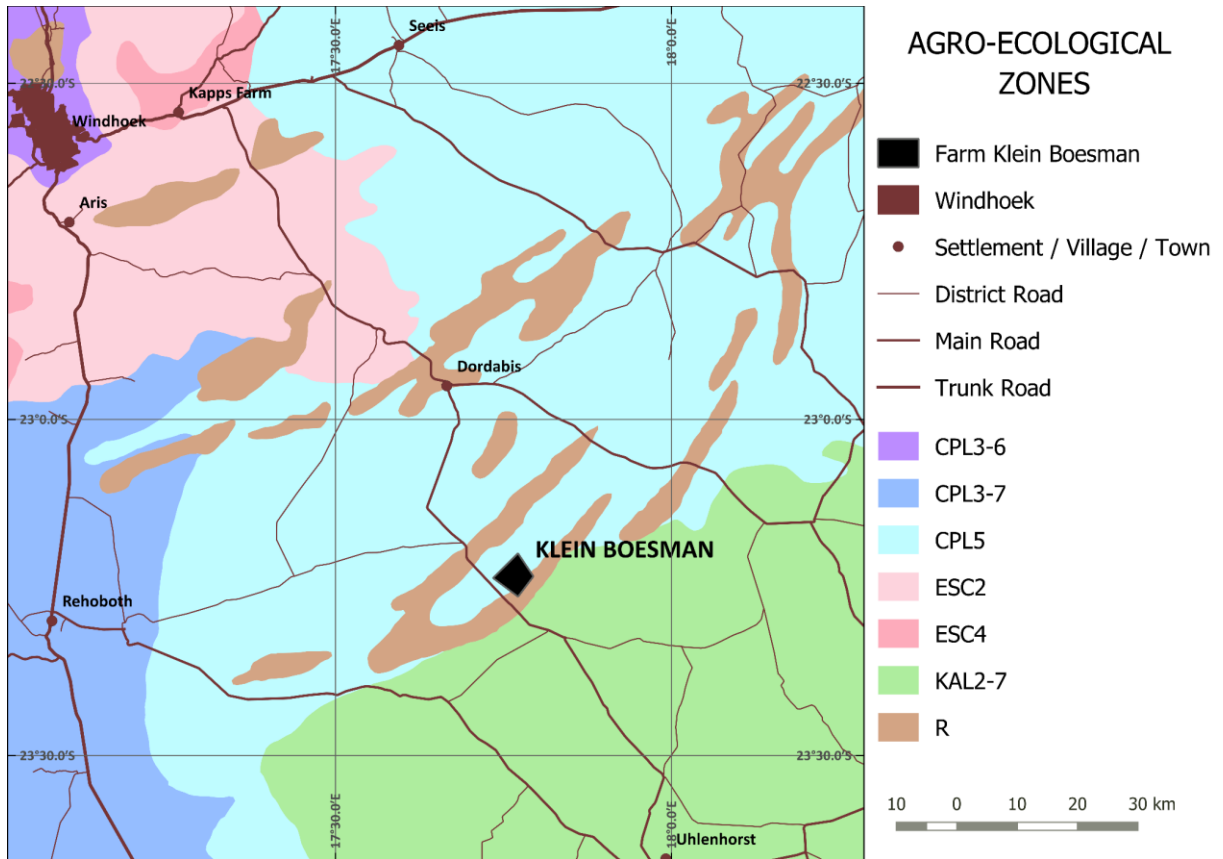 Seeis
17°30.0'E
18°0.0'E
22°30.0'S
22°30.0'S
Kapps Farm
Windhoek
Aris
Dordabis
23°0.0'S
23°0.0'S
KLEIN BOESMAN
Rehoboth
23°30.0'S
23°30.0'S
17°30.0'E
18°0.0'E
Uhlenhorst
AGRO-ECOLOGICAL
ZONES
Farm Klein Boesman
Windhoek
Settlement / Village / Town
District Road
Main Road
Trunk Road
CPL3-6
CPL3-7
CPL5
ESC2
ESC4
KAL2-7
R
10 0 10 20 30 km